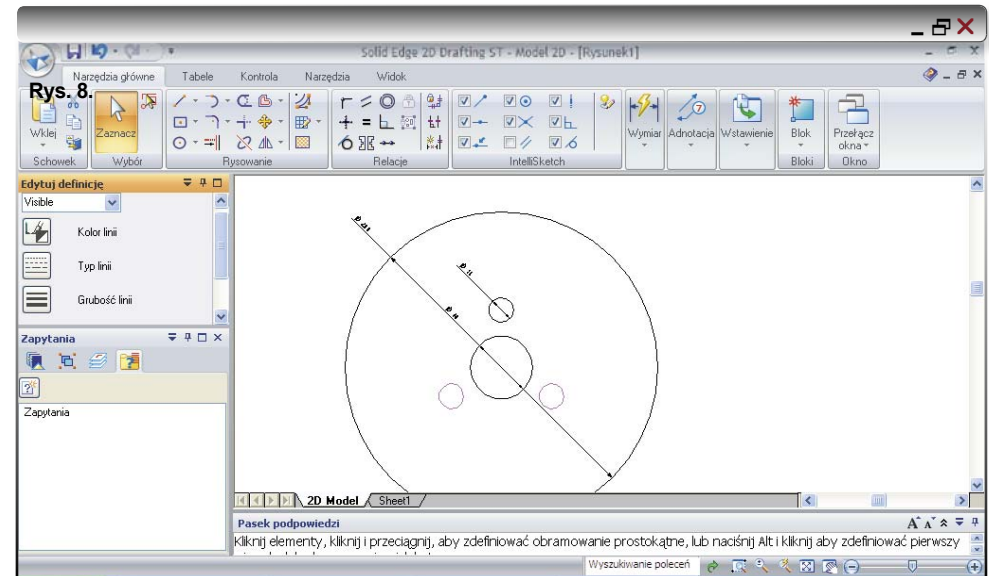 Solid Edge 2D Drafting ST - Model 2D - [Rysunek1]
Narzędzia główne Tabele Kontrola Narzędzia Widok
Rys. 8.
Wklej Zaznacz Wymiar Adnotacja Wstawienie Blok Przełącz okna
Schowek Wybór Rysowanie Relacje IntelliSketch Bloki Okno
Edytuj definicję
Visible
Kolor linii
Typ linii
Grubość linii
Zapytania
Zapytania
2D Model Sheet1
Pasek podpowiedzi
Kliknij elementy, kliknij i przeciągnij, aby zdefiniować obramowanie prostokątne, lub naciśnij Alt i kliknij aby zdefiniować pierwszy
Wyszukiwanie poleceń